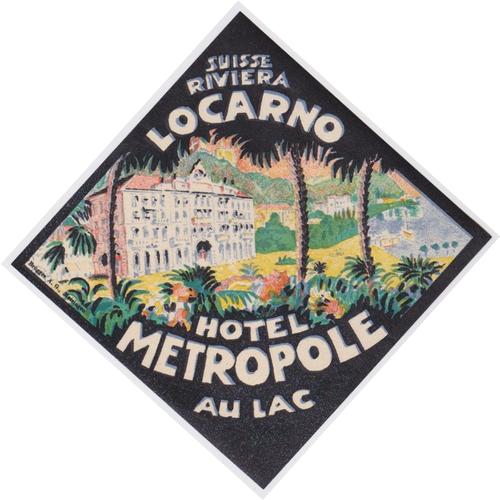 SUISSE
RIVIERA
LOCARNO
HOTEL
METROPOLE
AU LAC